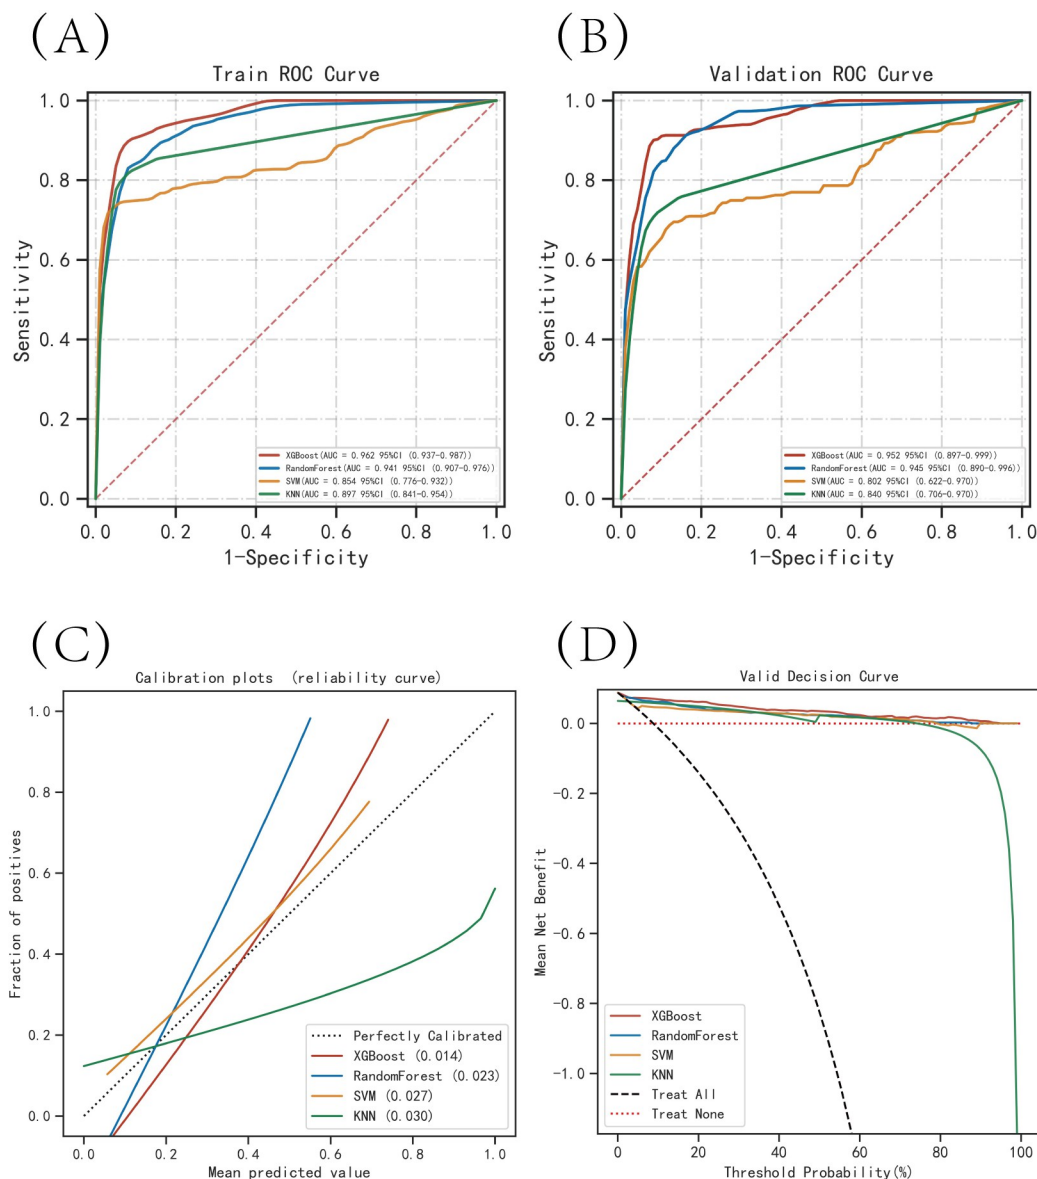 (A)
Train ROC Curve
Sensitivity
1.0
0.8
0.6
0.4
0.2
0.0
XGBoost(AUC = 0.962 95%CI (0.937-0.987))
RandomForest(AUC = 0.941 95%CI (0.907-0.976))
SVM(AUC = 0.854 95%CI (0.776-0.932))
KNN(AUC = 0.897 95%CI (0.841-0.954))
0.0 0.2 0.4 0.6 0.8 1.0
1-Specificity
(B)
Validation ROC Curve
Sensitivity
1.0
0.8
0.6
0.4
0.2
0.0
XGBoost(AUC = 0.952 95%CI (0.897-0.999))
RandomForest(AUC = 0.945 95%CI (0.890-0.996))
SVM(AUC = 0.802 95%CI (0.622-0.970))
KNN(AUC = 0.840 95%CI (0.706-0.970))
0.0 0.2 0.4 0.6 0.8 1.0
1-Specificity
(C)
Calibration plots (reliability curve)
Fraction of positives
1.0
0.8
0.6
0.4
0.2
0.0
Perfectly Calibrated
XGBoost (0.014)
RandomForest (0.023)
SVM (0.027)
KNN (0.030)
0.0 0.2 0.4 0.6 0.8 1.0
Mean predicted value
(D)
Valid Decision Curve
Mean Net Benefit
0.0
-0.2
-0.4
-0.6
-0.8
-1.0
XGBoost
RandomForest
SVM
KNN
Treat All
Treat None
0 20 40 60 80 100
Threshold Probability(%)